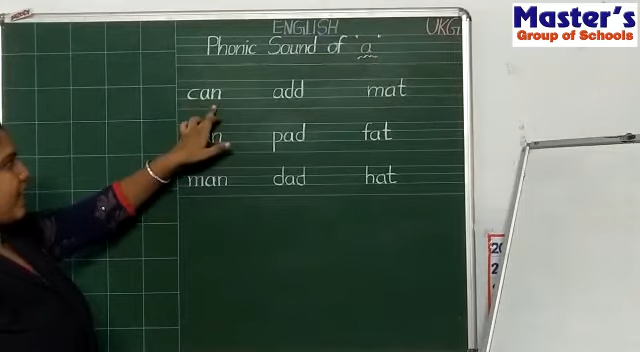 ENGLISH UKG
Phonic Sound of 'a'
can add mat
pad fat
man dad hat
Master's
Group of Schools